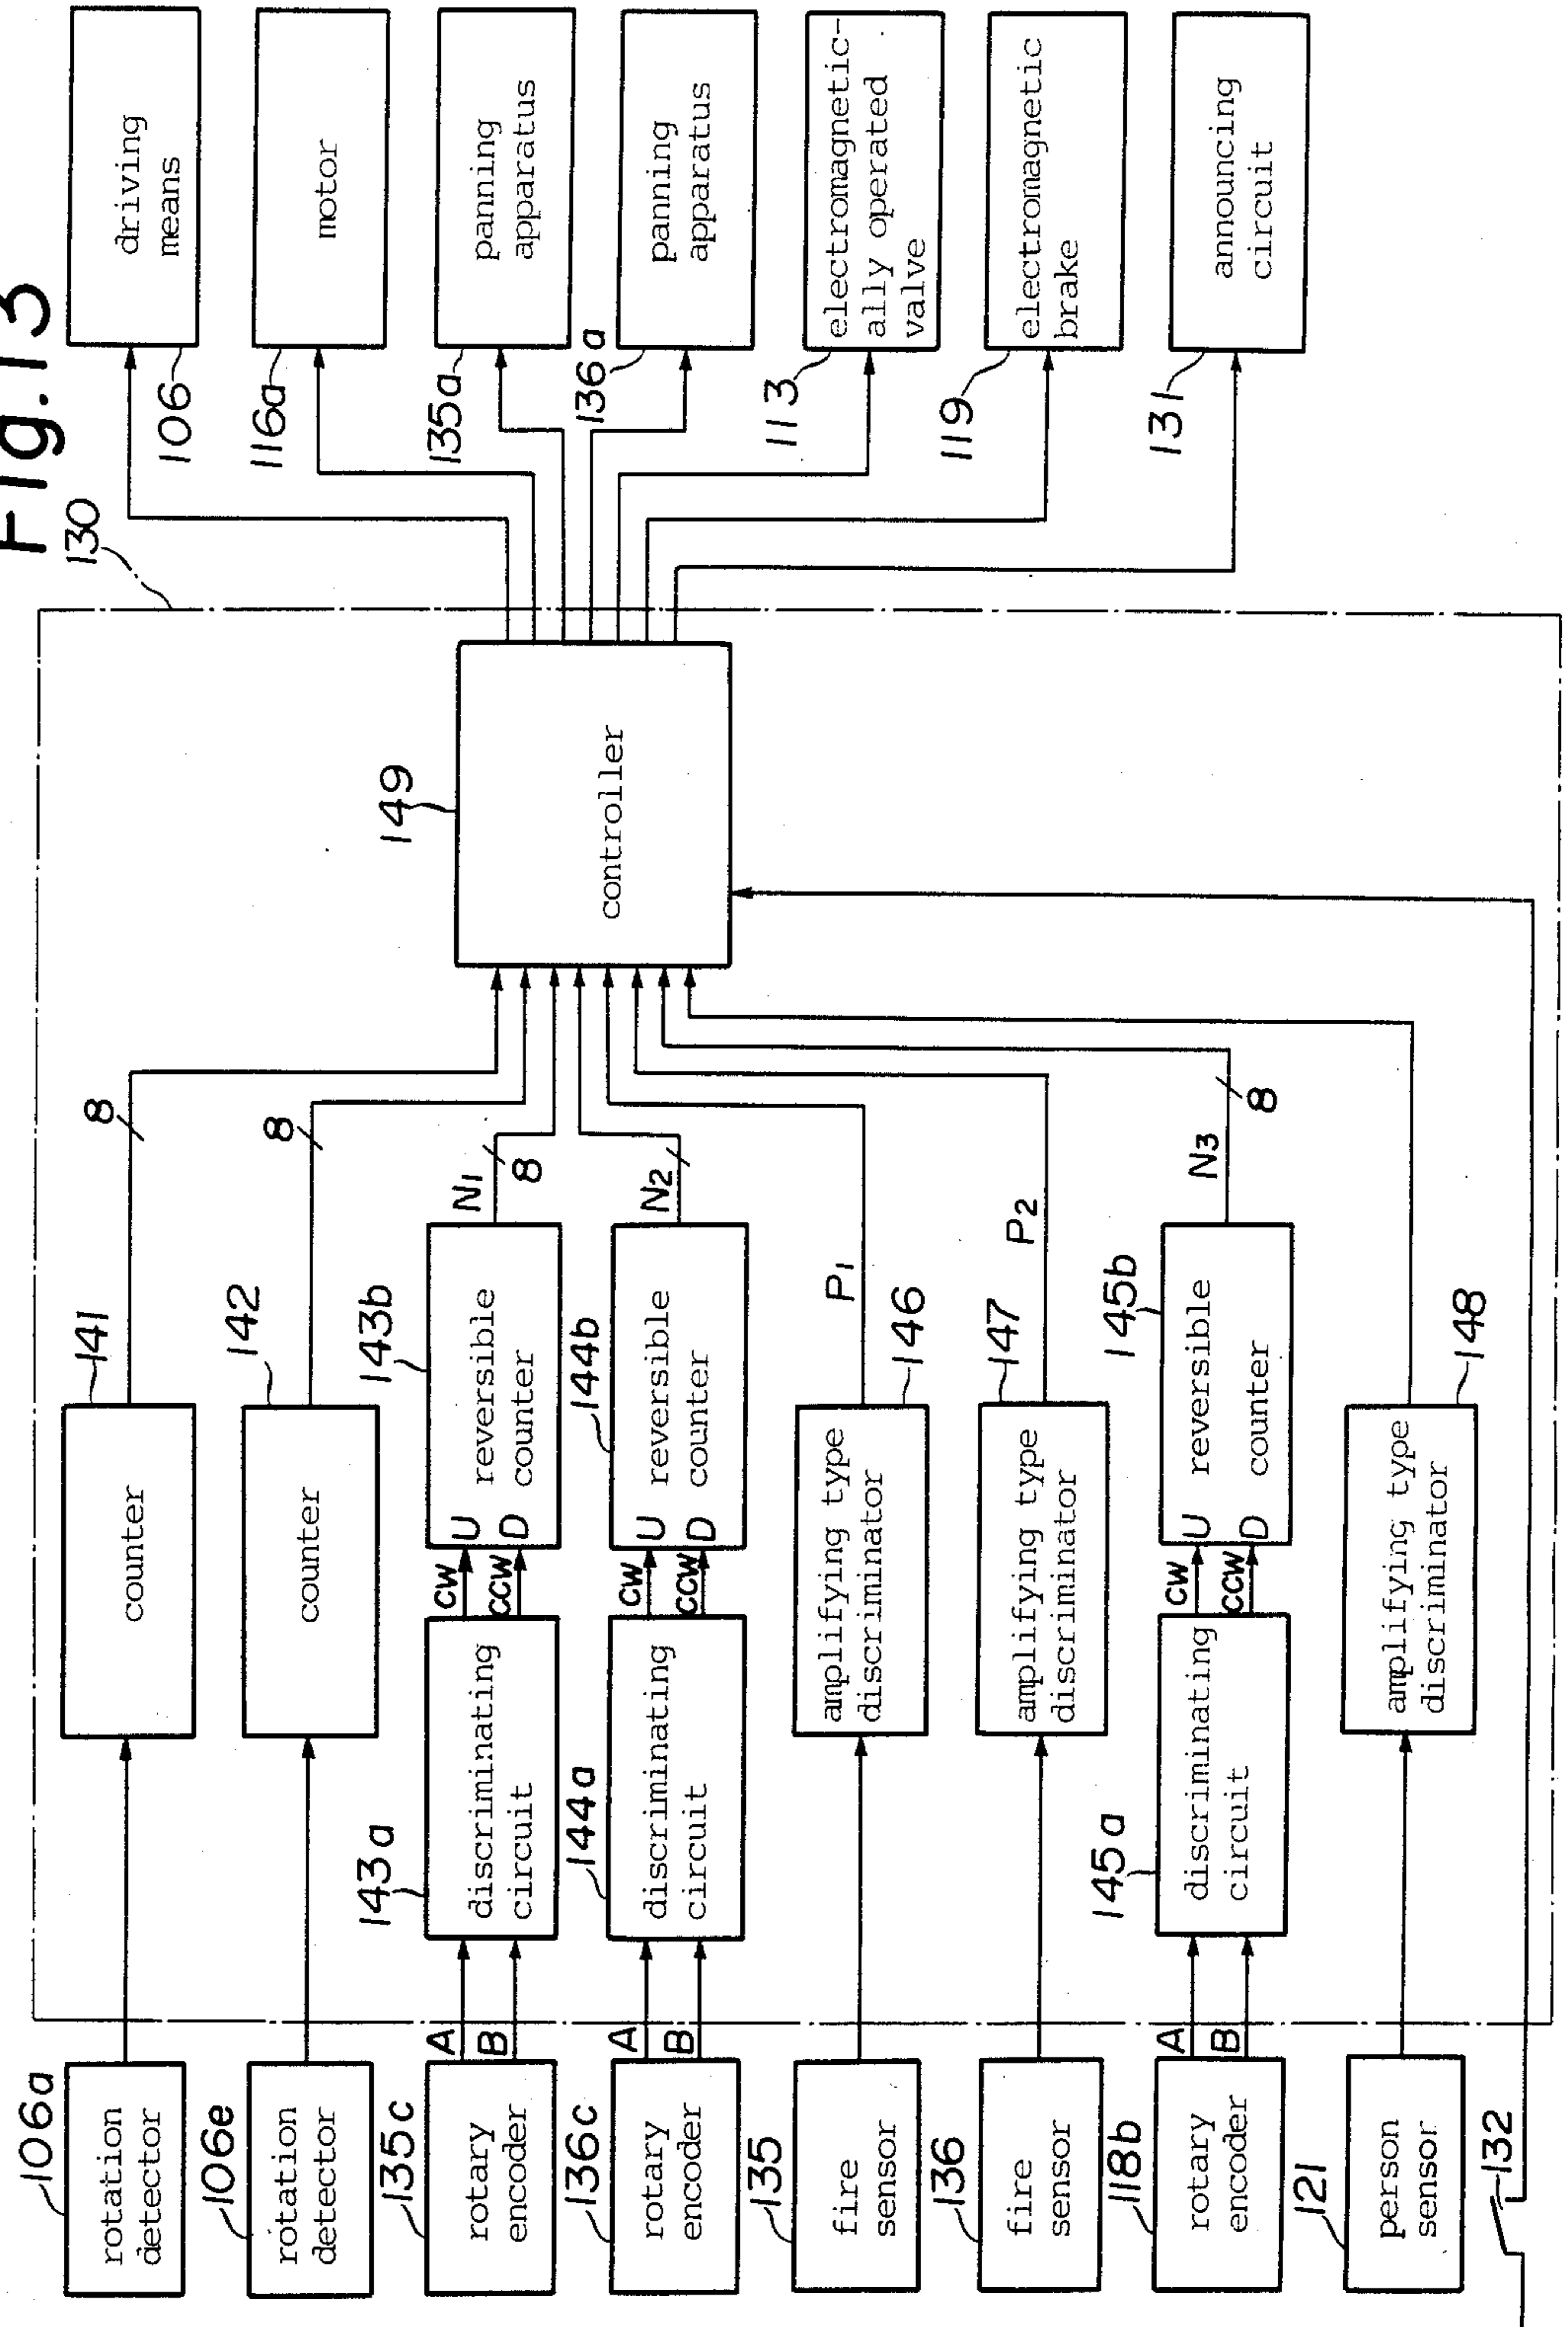 Fig.13
130
106a
rotation
detector
106e
rotation
detector
135c
rotary
encoder
136c
rotary
encoder
135
fire
sensor
136
fire
sensor
118b
rotary
encoder
121
person
sensor
132
A
B
A
B
A
B
141
counter
8
142
counter
8
143a
discriminating
circuit
CW
CCW
143b
U
D
reversible
counter
N1
8
144a
discriminating
circuit
CW
CCW
144b
U
D
reversible
counter
N2
146
amplifying type
discriminator
P1
147
amplifying type
discriminator
P2
145a
discriminating
circuit
CW
CCW
145b
U
D
reversible
counter
N3
8
148
amplifying type
discriminator
149
controller
106
driving
means
116a
motor
135a
panning
apparatus
136a
panning
apparatus
113
electromagnetic-
ally operated
valve
119
electromagnetic
brake
131
announcing
circuit